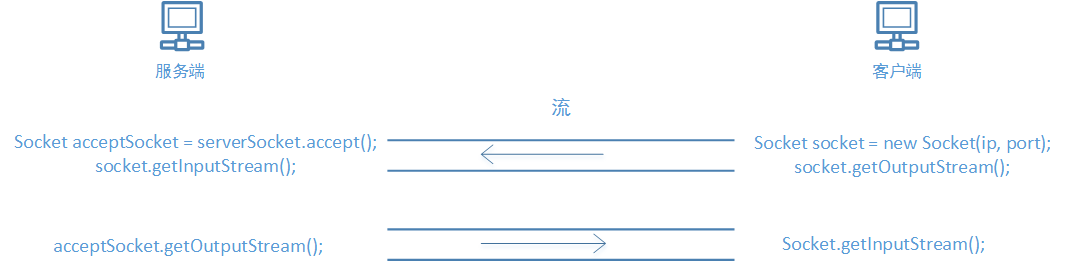 服务端
客户端
流
Socket acceptSocket = serverSocket.accept();
socket.getInputStream();
Socket socket = new Socket(ip, port);
socket.getOutputStream();
acceptSocket.getOutputStream();
Socket.getInputStream();